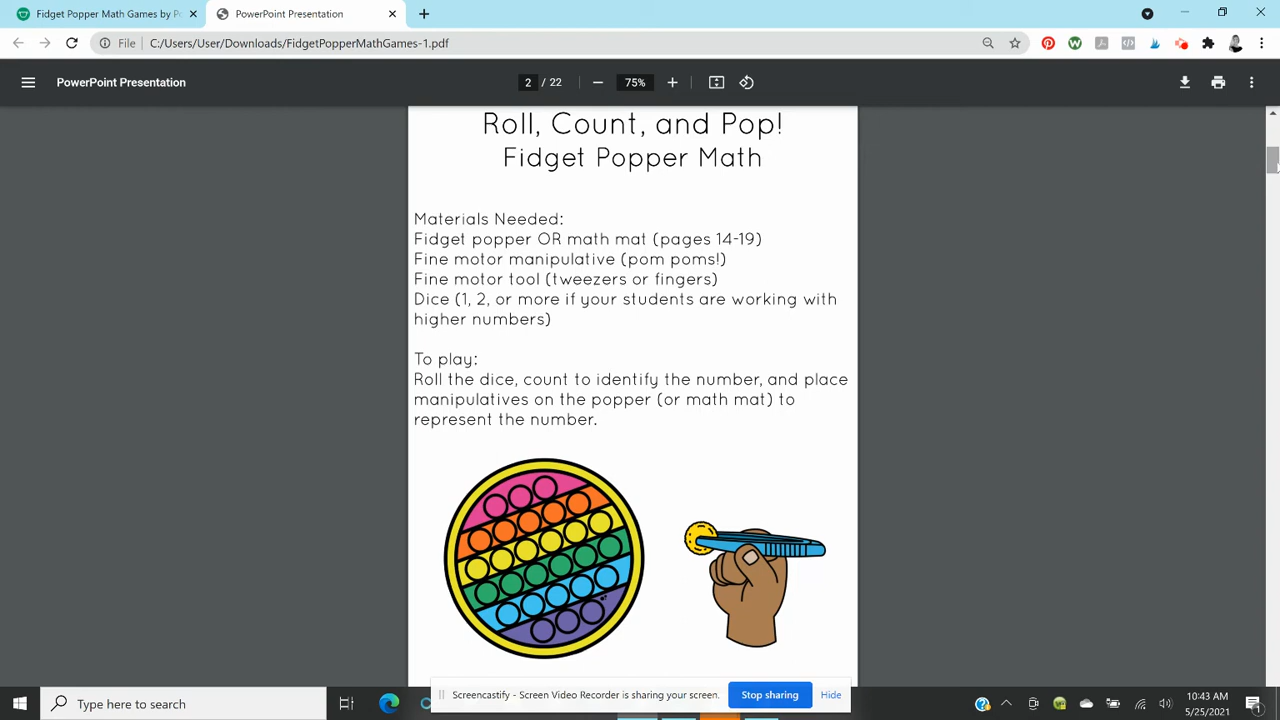 Fidget Popper Math Games by P
PowerPoint Presentation
File C:/Users/User/Downloads/FidgetPopperMathGames-1.pdf
PowerPoint Presentation
2 / 22
75%
Roll, Count, and Pop!
Fidget Popper Math
Materials Needed:
Fidget popper OR math mat (pages 14-19)
Fine motor manipulative (pom poms!)
Fine motor tool (tweezers or fingers)
Dice (1, 2, or more if your students are working with
higher numbers)
To play:
Roll the dice, count to identify the number, and place
manipulatives on the popper (or math mat) to
represent the number.
Screencastify - Screen Video Recorder is sharing your screen.
Stop sharing
Hide
Type here to search
10:43 AM
5/25/2021